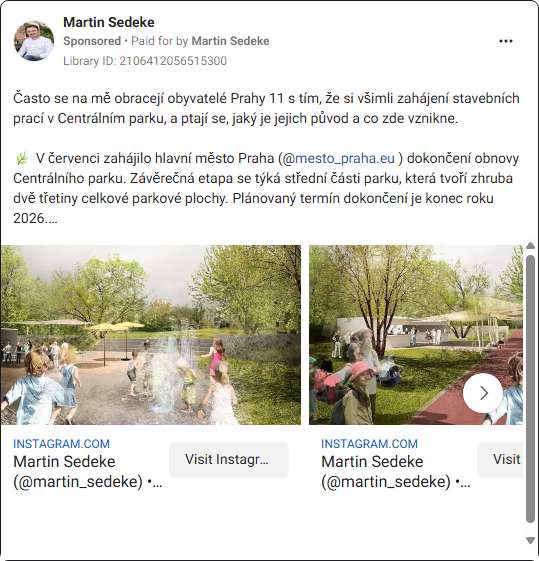 Martin Sedeke
Sponsored • Paid for by Martin Sedeke
Library ID: 2106412056515300
Často se na mě obracejí obyvatelé Prahy 11 s tím, že si všimli zahájení stavebních
prací v Centrálním parku, a ptají se, jaký je jejich původ a co zde vznikne.
🌿 V červenci zahájilo hlavní město Praha (@mesto_praha.eu ) dokončení obnovy
Centrálního parku. Závěrečná etapa se týká střední části parku, která tvoří zhruba
dvě třetiny celkové parkové plochy. Plánovaný termín dokončení je konec roku
2026....
INSTAGRAM.COM
Martin Sedeke
(@martin_sedeke) •...
Visit Instagr...
INSTAGRAM.COM
Martin Sedeke
(@martin_sedeke) •...
Visit